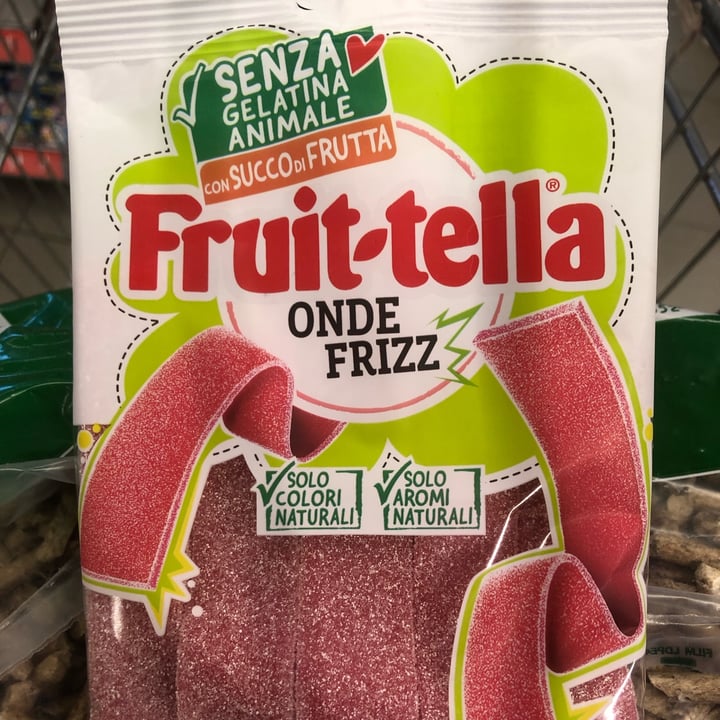 SENZA
GELATINA
ANIMALE
CON SUCCO DI FRUTTA
Fruit-tella®
ONDE
FRIZZ
SOLO
COLORI
NATURALI
SOLO
AROMI
NATURALI